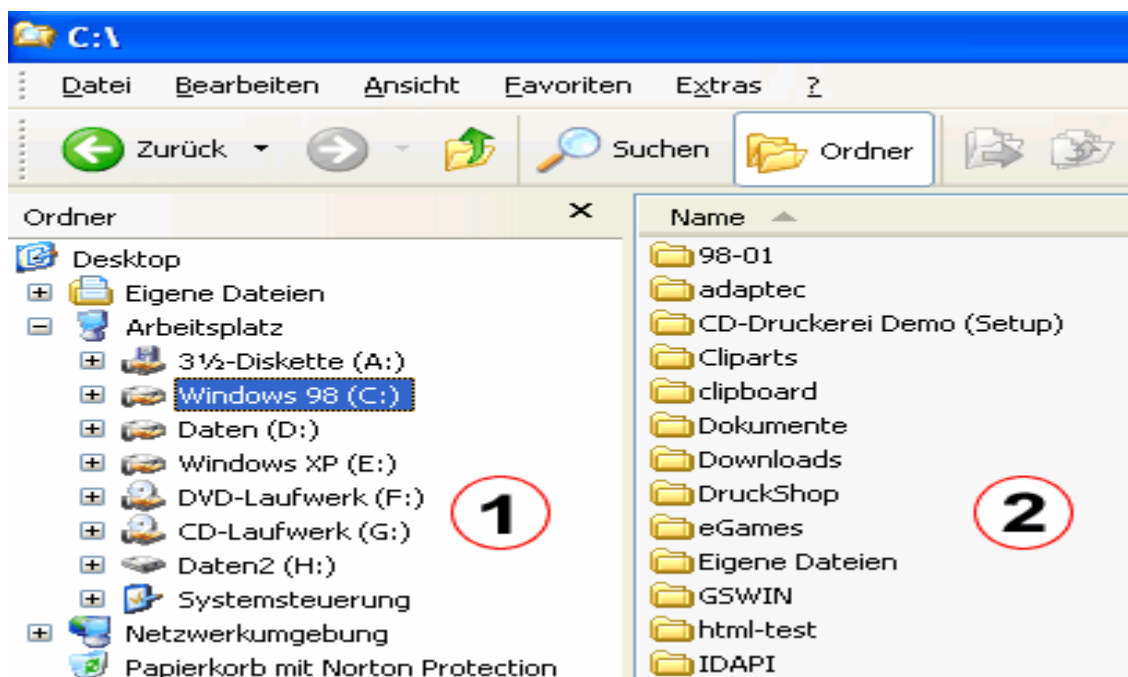 C:\
Datei Bearbeiten Ansicht Favoriten Extras ?
Zurück Suchen Ordner
Ordner
Desktop
Eigene Dateien
Arbeitsplatz
3½-Diskette (A:)
Windows 98 (C:)
Daten (D:)
Windows XP (E:)
DVD-Laufwerk (F:)
CD-Laufwerk (G:)
Daten2 (H:)
Systemsteuerung
Netzwerkumgebung
Papierkorb mit Norton Protection
1
Name
98-01
adaptec
CD-Druckerei Demo (Setup)
Cliparts
clipboard
Dokumente
Downloads
DruckShop
eGames
Eigene Dateien
GSWIN
html-test
IDAPI
2